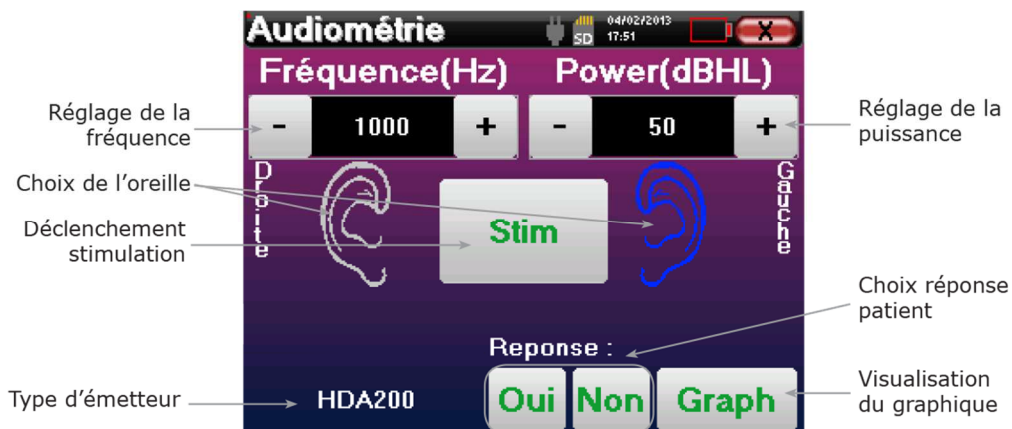 Audiométrie
SD
04/02/2013
17:51
X
Fréquence(Hz)
Power(dBHL)
- 1000 +
- 50 +
Réglage de la
fréquence
Réglage de la
puissance
Droite
Gauche
Choix de l'oreille
Déclenchement
stimulation
Stim
Choix réponse
patient
Reponse :
Type d'émetteur
HDA200
Oui
Non
Graph
Visualisation
du graphique